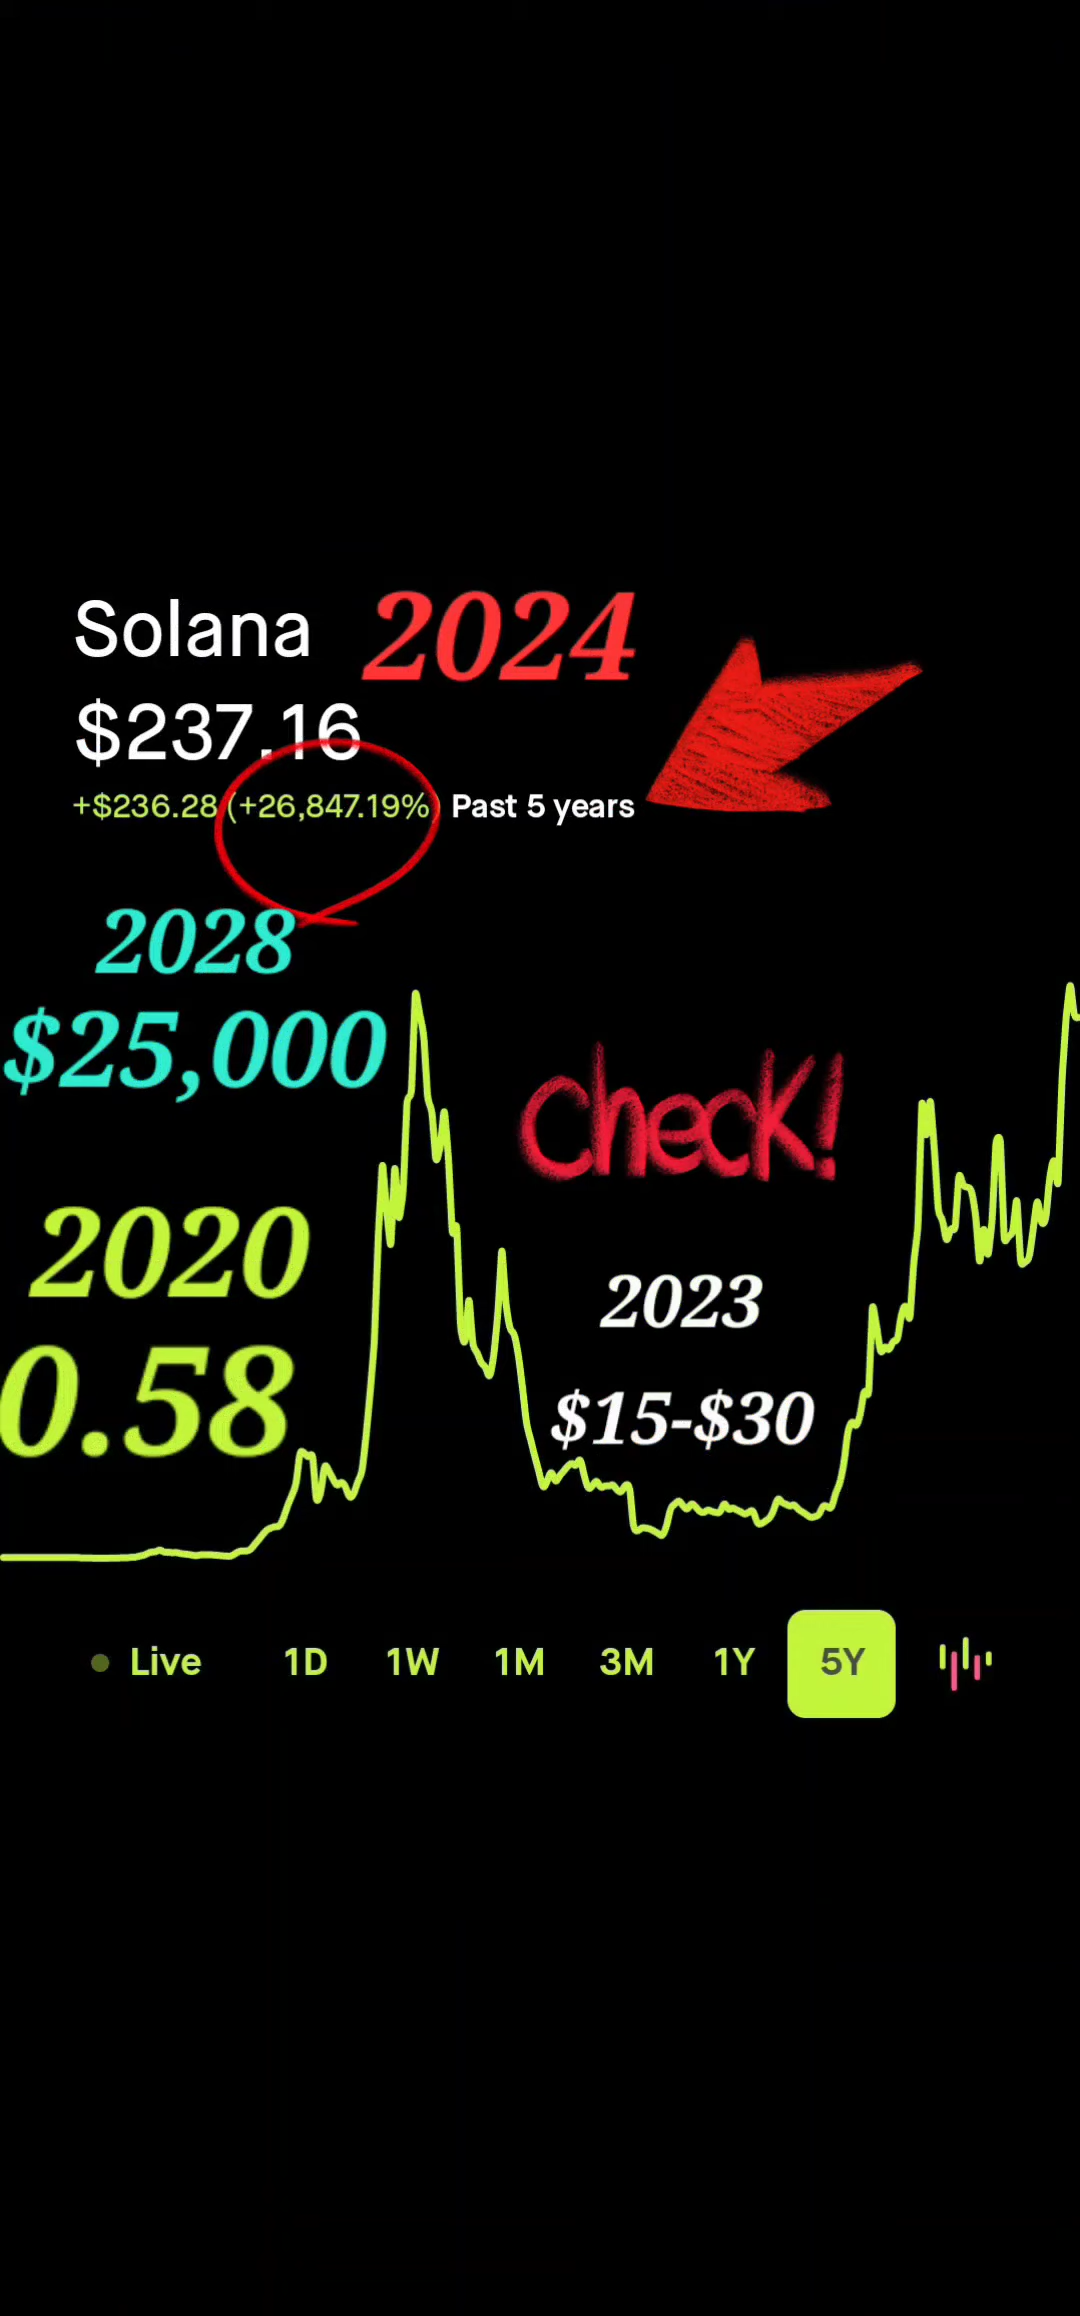 Solana 2024
$237.16
+$236.28 (+26,847.19%) Past 5 years
2028
$25,000
check!
2020
0.58
2023
$15-$30
Live 1D 1W 1M 3M 1Y 5Y